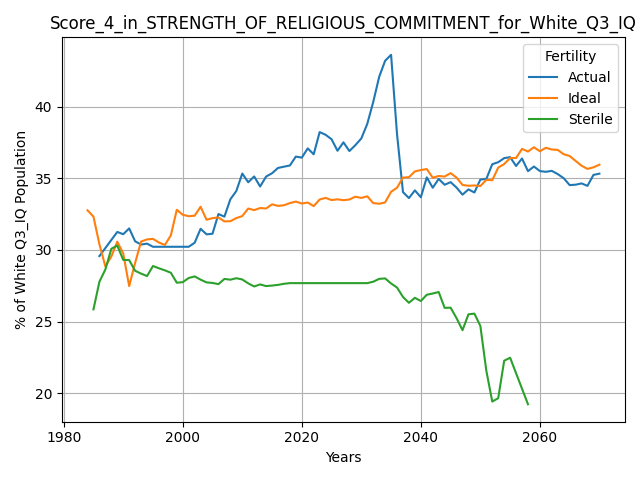 Score_4_in_STRENGTH_OF_RELIGIOUS_COMMITMENT_for_White_Q3_IQ
Fertility
Actual
Ideal
Sterile
% of White Q3_IQ Population
40
35
30
25
20
1980
2000
2020
2040
2060
Years